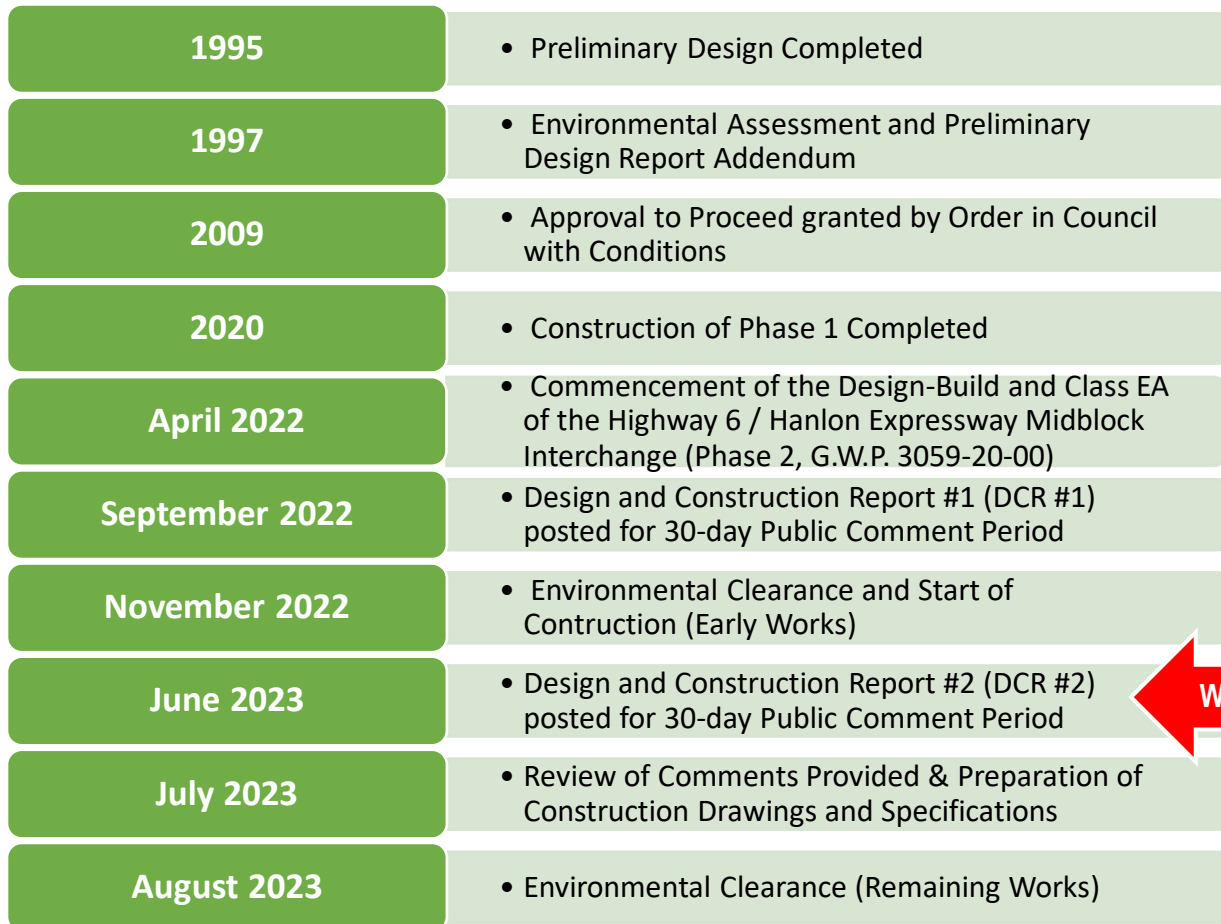 1995
• Preliminary Design Completed
1997
• Environmental Assessment and Preliminary
Design Report Addendum
2009
• Approval to Proceed granted by Order in Council
with Conditions
2020
• Construction of Phase 1 Completed
April 2022
• Commencement of the Design-Build and Class EA
of the Highway 6 / Hanlon Expressway Midblock
Interchange (Phase 2, G.W.P. 3059-20-00)
September 2022
• Design and Construction Report #1 (DCR #1)
posted for 30-day Public Comment Period
November 2022
• Environmental Clearance and Start of
Contruction (Early Works)
June 2023
• Design and Construction Report #2 (DCR #2)
posted for 30-day Public Comment Period
July 2023
• Review of Comments Provided & Preparation of
Construction Drawings and Specifications
August 2023
• Environmental Clearance (Remaining Works)